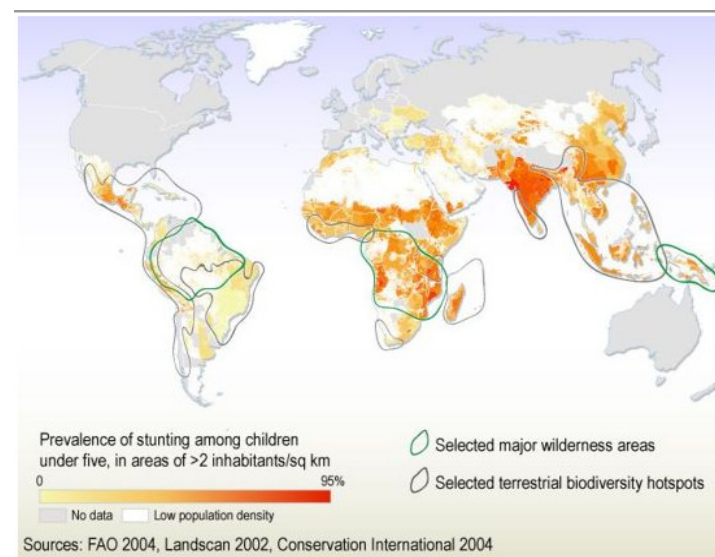 Prevalence of stunting among children
under five, in areas of >2 inhabitants/sq km
0 95%
No data Low population density
Selected major wilderness areas
Selected terrestrial biodiversity hotspots
Sources: FAO 2004, Landscan 2002, Conservation International 2004